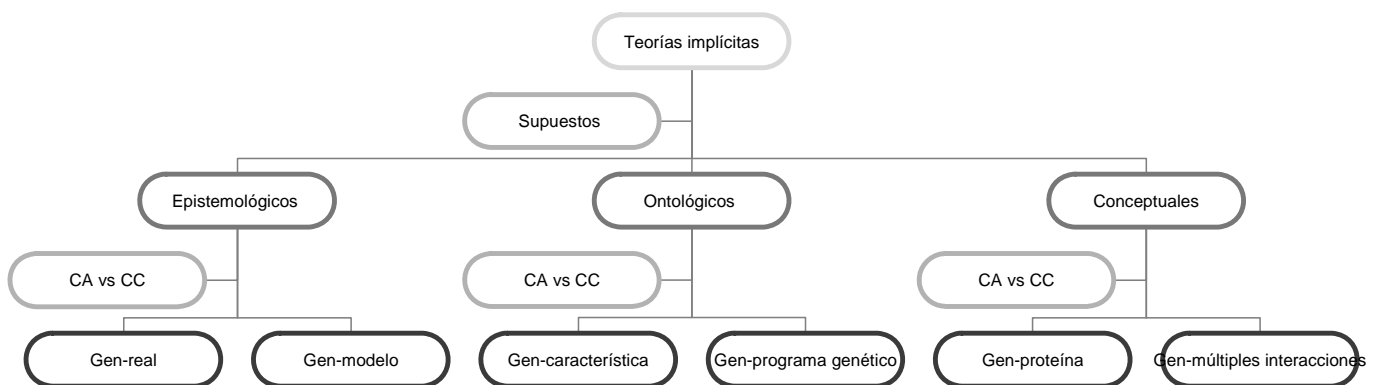 Teorías implícitas
Supuestos
Epistemológicos
Ontológicos
Conceptuales
CA vs CC
CA vs CC
CA vs CC
Gen-real
Gen-modelo
Gen-característica
Gen-programa genético
Gen-proteína
Gen-múltiples interacciones